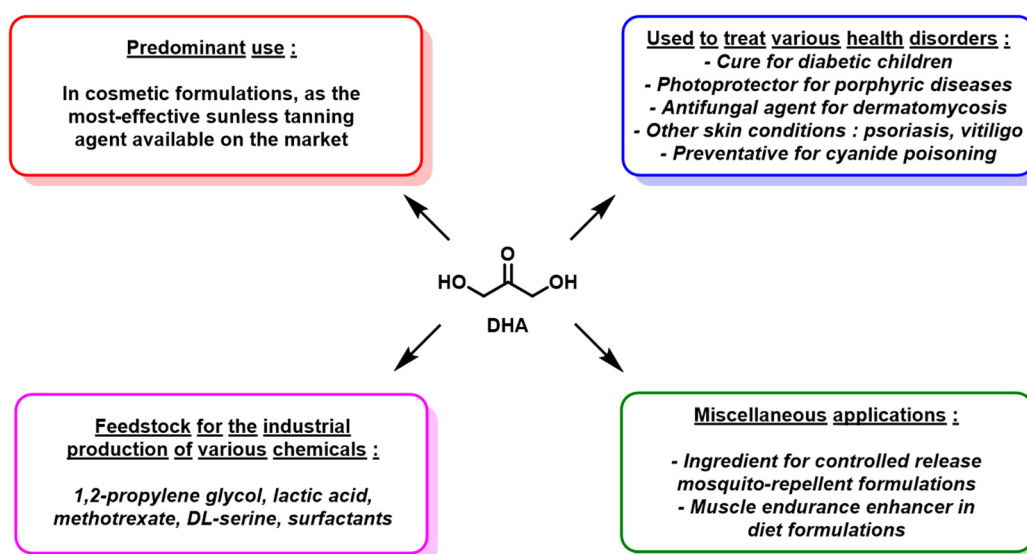 Predominant use :
In cosmetic formulations, as the
most-effective sunless tanning
agent available on the market
Used to treat various health disorders :
- Cure for diabetic children
- Photoprotector for porphyric diseases
- Antifungal agent for dermatomycosis
- Other skin conditions : psoriasis, vitiligo
- Preventative for cyanide poisoning
O
HO
OH
DHA
Feedstock for the industrial
production of various chemicals :
1,2-propylene glycol, lactic acid,
methotrexate, DL-serine, surfactants
Miscellaneous applications :
- Ingredient for controlled release
mosquito-repellent formulations
- Muscle endurance enhancer in
diet formulations